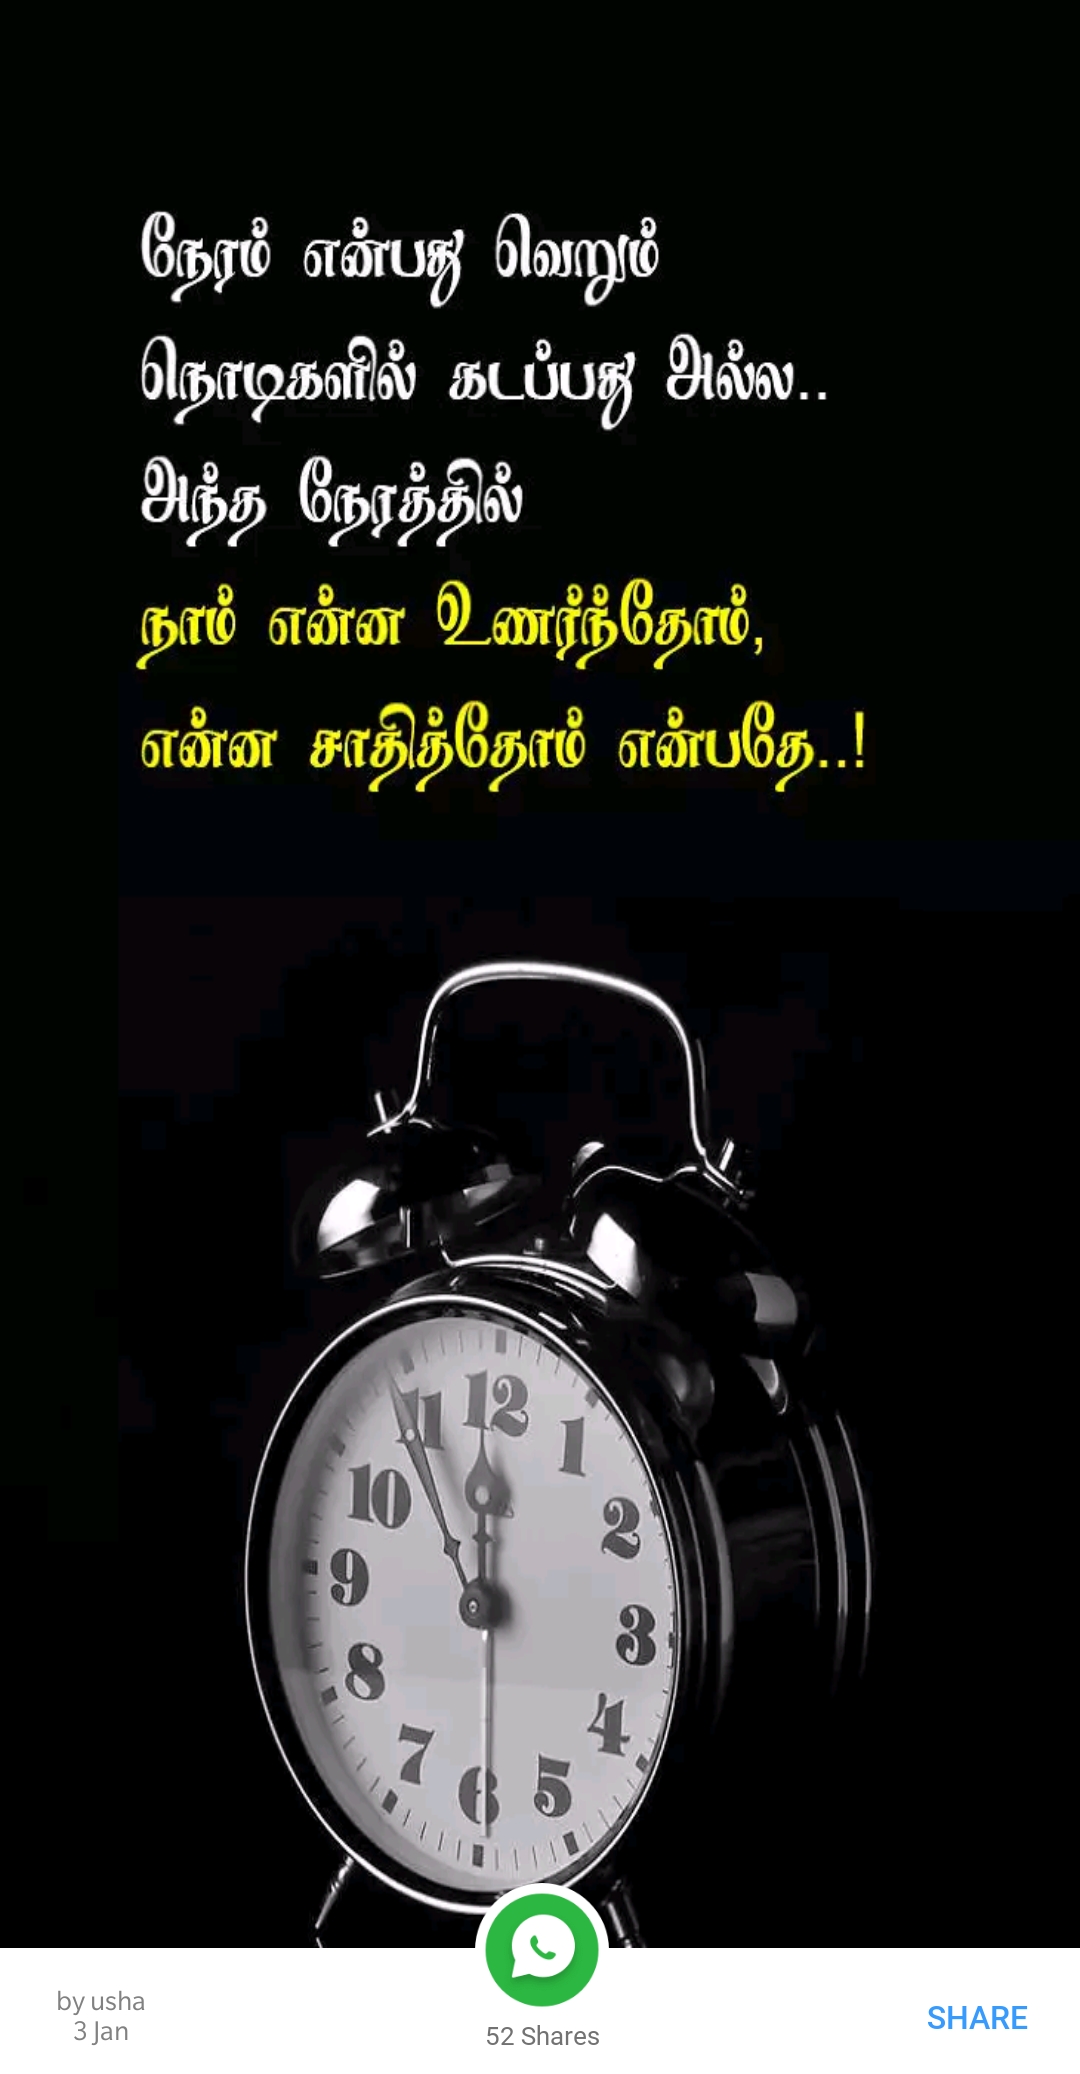 நேரம் என்பது வெறும்
நொடிகளில் கடப்பது அல்ல..
அந்த நேரத்தில்
நாம் என்ன உணர்ந்தோம்,
என்ன சாதித்தோம் என்பதே..!
12
11
1
10
2
9
3
8
4
7
5
6
by usha
3 Jan
52 Shares
SHARE